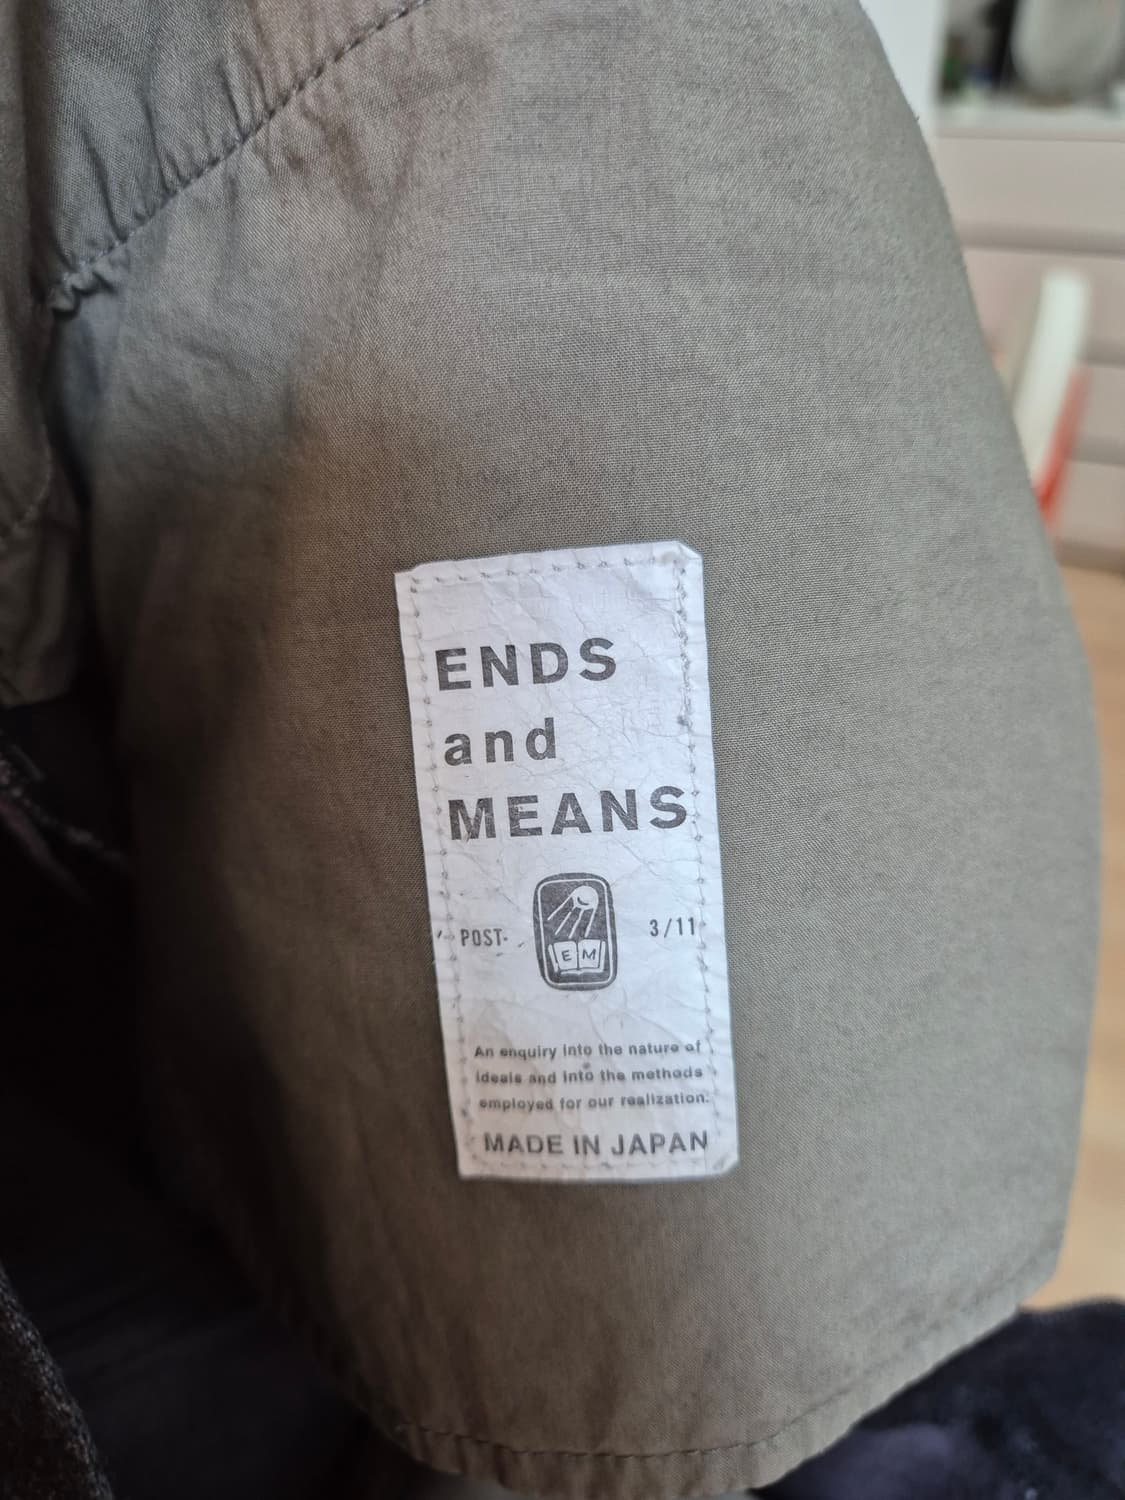 ENDS
and
MEANS
POST- 3/11
E M
An enquiry into the nature of
ideals and into the methods
employed for our realization.
MADE IN JAPAN